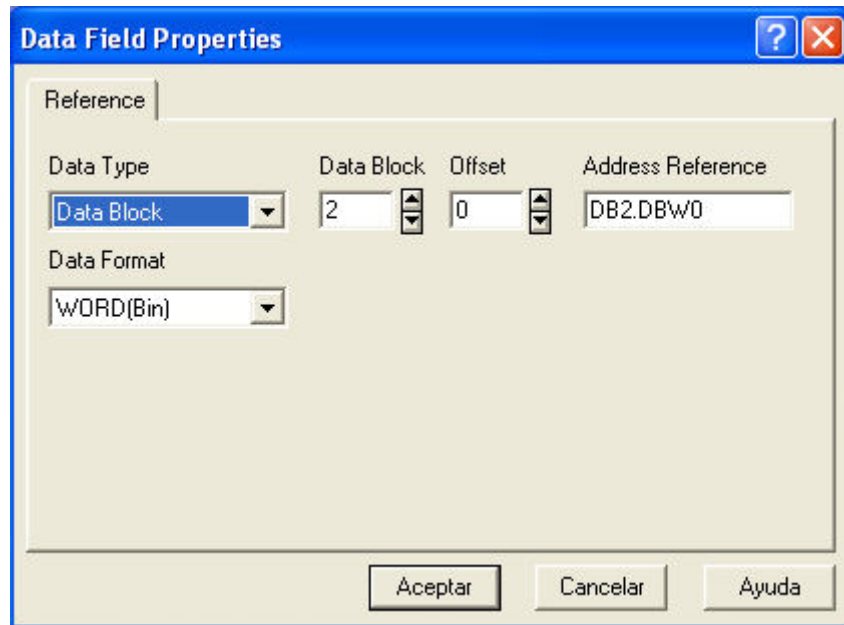 Data Field Properties
Reference
Data Type Data Block Offset Address Reference
Data Block 2 0 DB2.DBW0
Data Format
WORD(Bin)
Aceptar Cancelar Ayuda